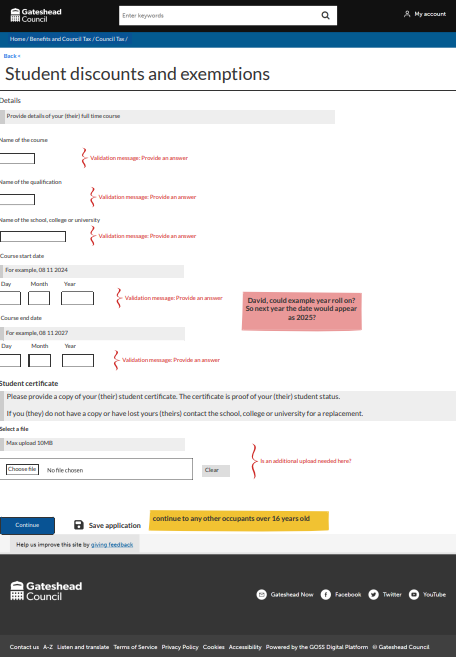 Gateshead
Council
Enter keywords
My account
Home / Benefits and Council Tax / Council Tax /
Back
Student discounts and exemptions
Details
Provide details of your (their) full time course
Name of the course
Validation message: Provide an answer
Name of the qualification
Validation message: Provide an answer
Name of the school, college or university
Validation message: Provide an answer
Course start date
For example, 08 11 2024
Day Month Year
Validation message: Provide an answer
David, could example year roll on?
So next year the date would appear
as 2025?
Course end date
For example, 08 11 2027
Day Month Year
Validation message: Provide an answer
Student certificate
Please provide a copy of your (their) student certificate. The certificate is proof of your (their) student status.
If you (they) do not have a copy or have lost yours (theirs) contact the school, college or university for a replacement.
Select a file
Max upload 10MB
Choose file No file chosen
Clear
Is an additional upload needed here?
Continue
Save application
continue to any other occupants over 16 years old
Help us improve this site by giving feedback
Gateshead
Council
Gateshead Now Facebook Twitter YouTube
Contact us A-Z Listen and translate Terms of Service Privacy Policy Cookies Accessibility Powered by the GOSS Digital Platform © Gateshead Council